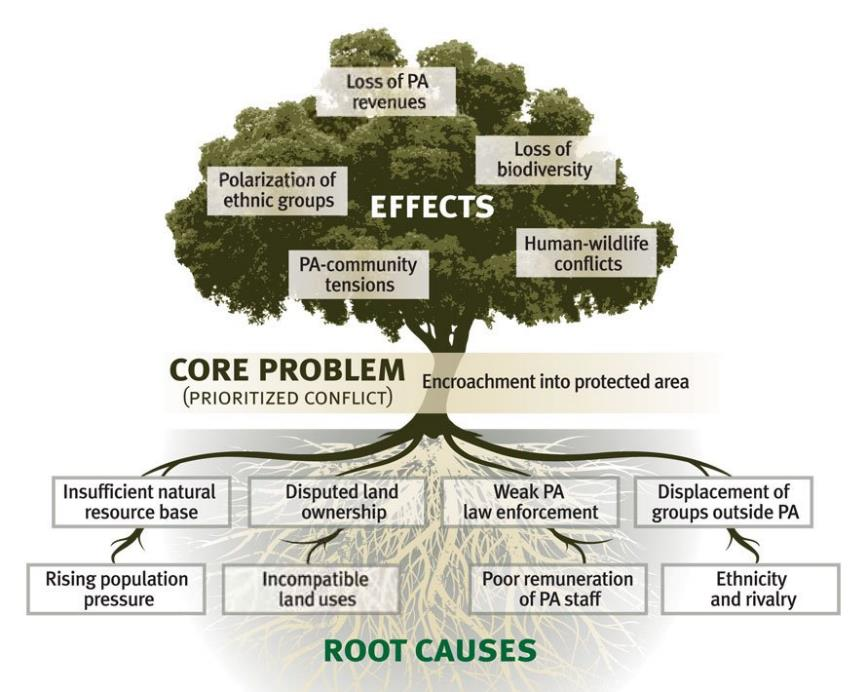 Loss of PA
revenues
Loss of
biodiversity
Polarization of
ethnic groups
EFFECTS
Human-wildlife
conflicts
PA-community
tensions
CORE PROBLEM
(PRIORITIZED CONFLICT)
Encroachment into protected area
Insufficient natural
resource base
Disputed land
ownership
Weak PA
law enforcement
Displacement of
groups outside PA
Rising population
pressure
Incompatible
land uses
Poor remuneration
of PA staff
Ethnicity
and rivalry
ROOT CAUSES